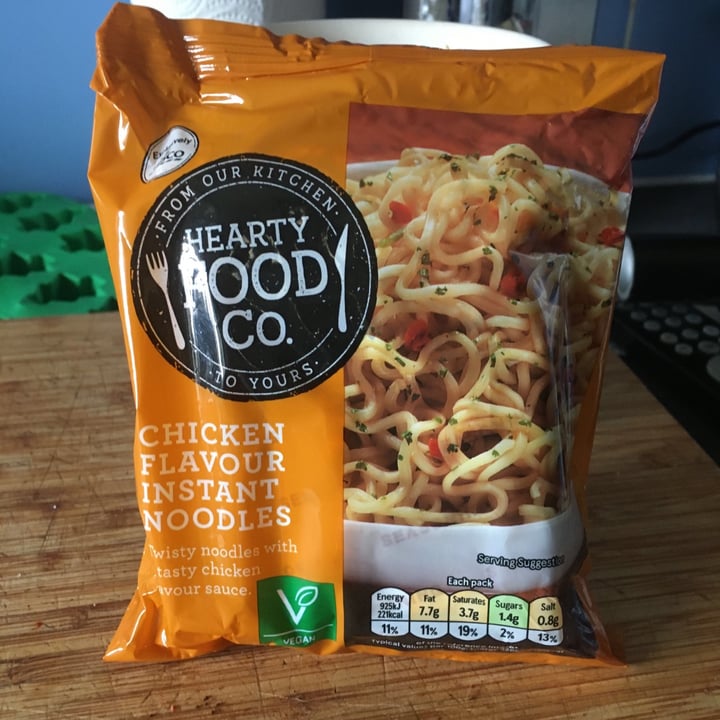 FROM OUR KITCHEN
HEARTY
FOOD
CO.
TO YOURS
CHICKEN
FLAVOUR
INSTANT
NOODLES
Twisty noodles with
tasty chicken
flavour sauce.
V
VEGAN
Serving Suggestion
Each pack
Energy
925kJ
221kcal
11%
Fat
7.7g
11%
Saturates
3.7g
19%
Sugars
1.4g
2%
Salt
0.8g
13%